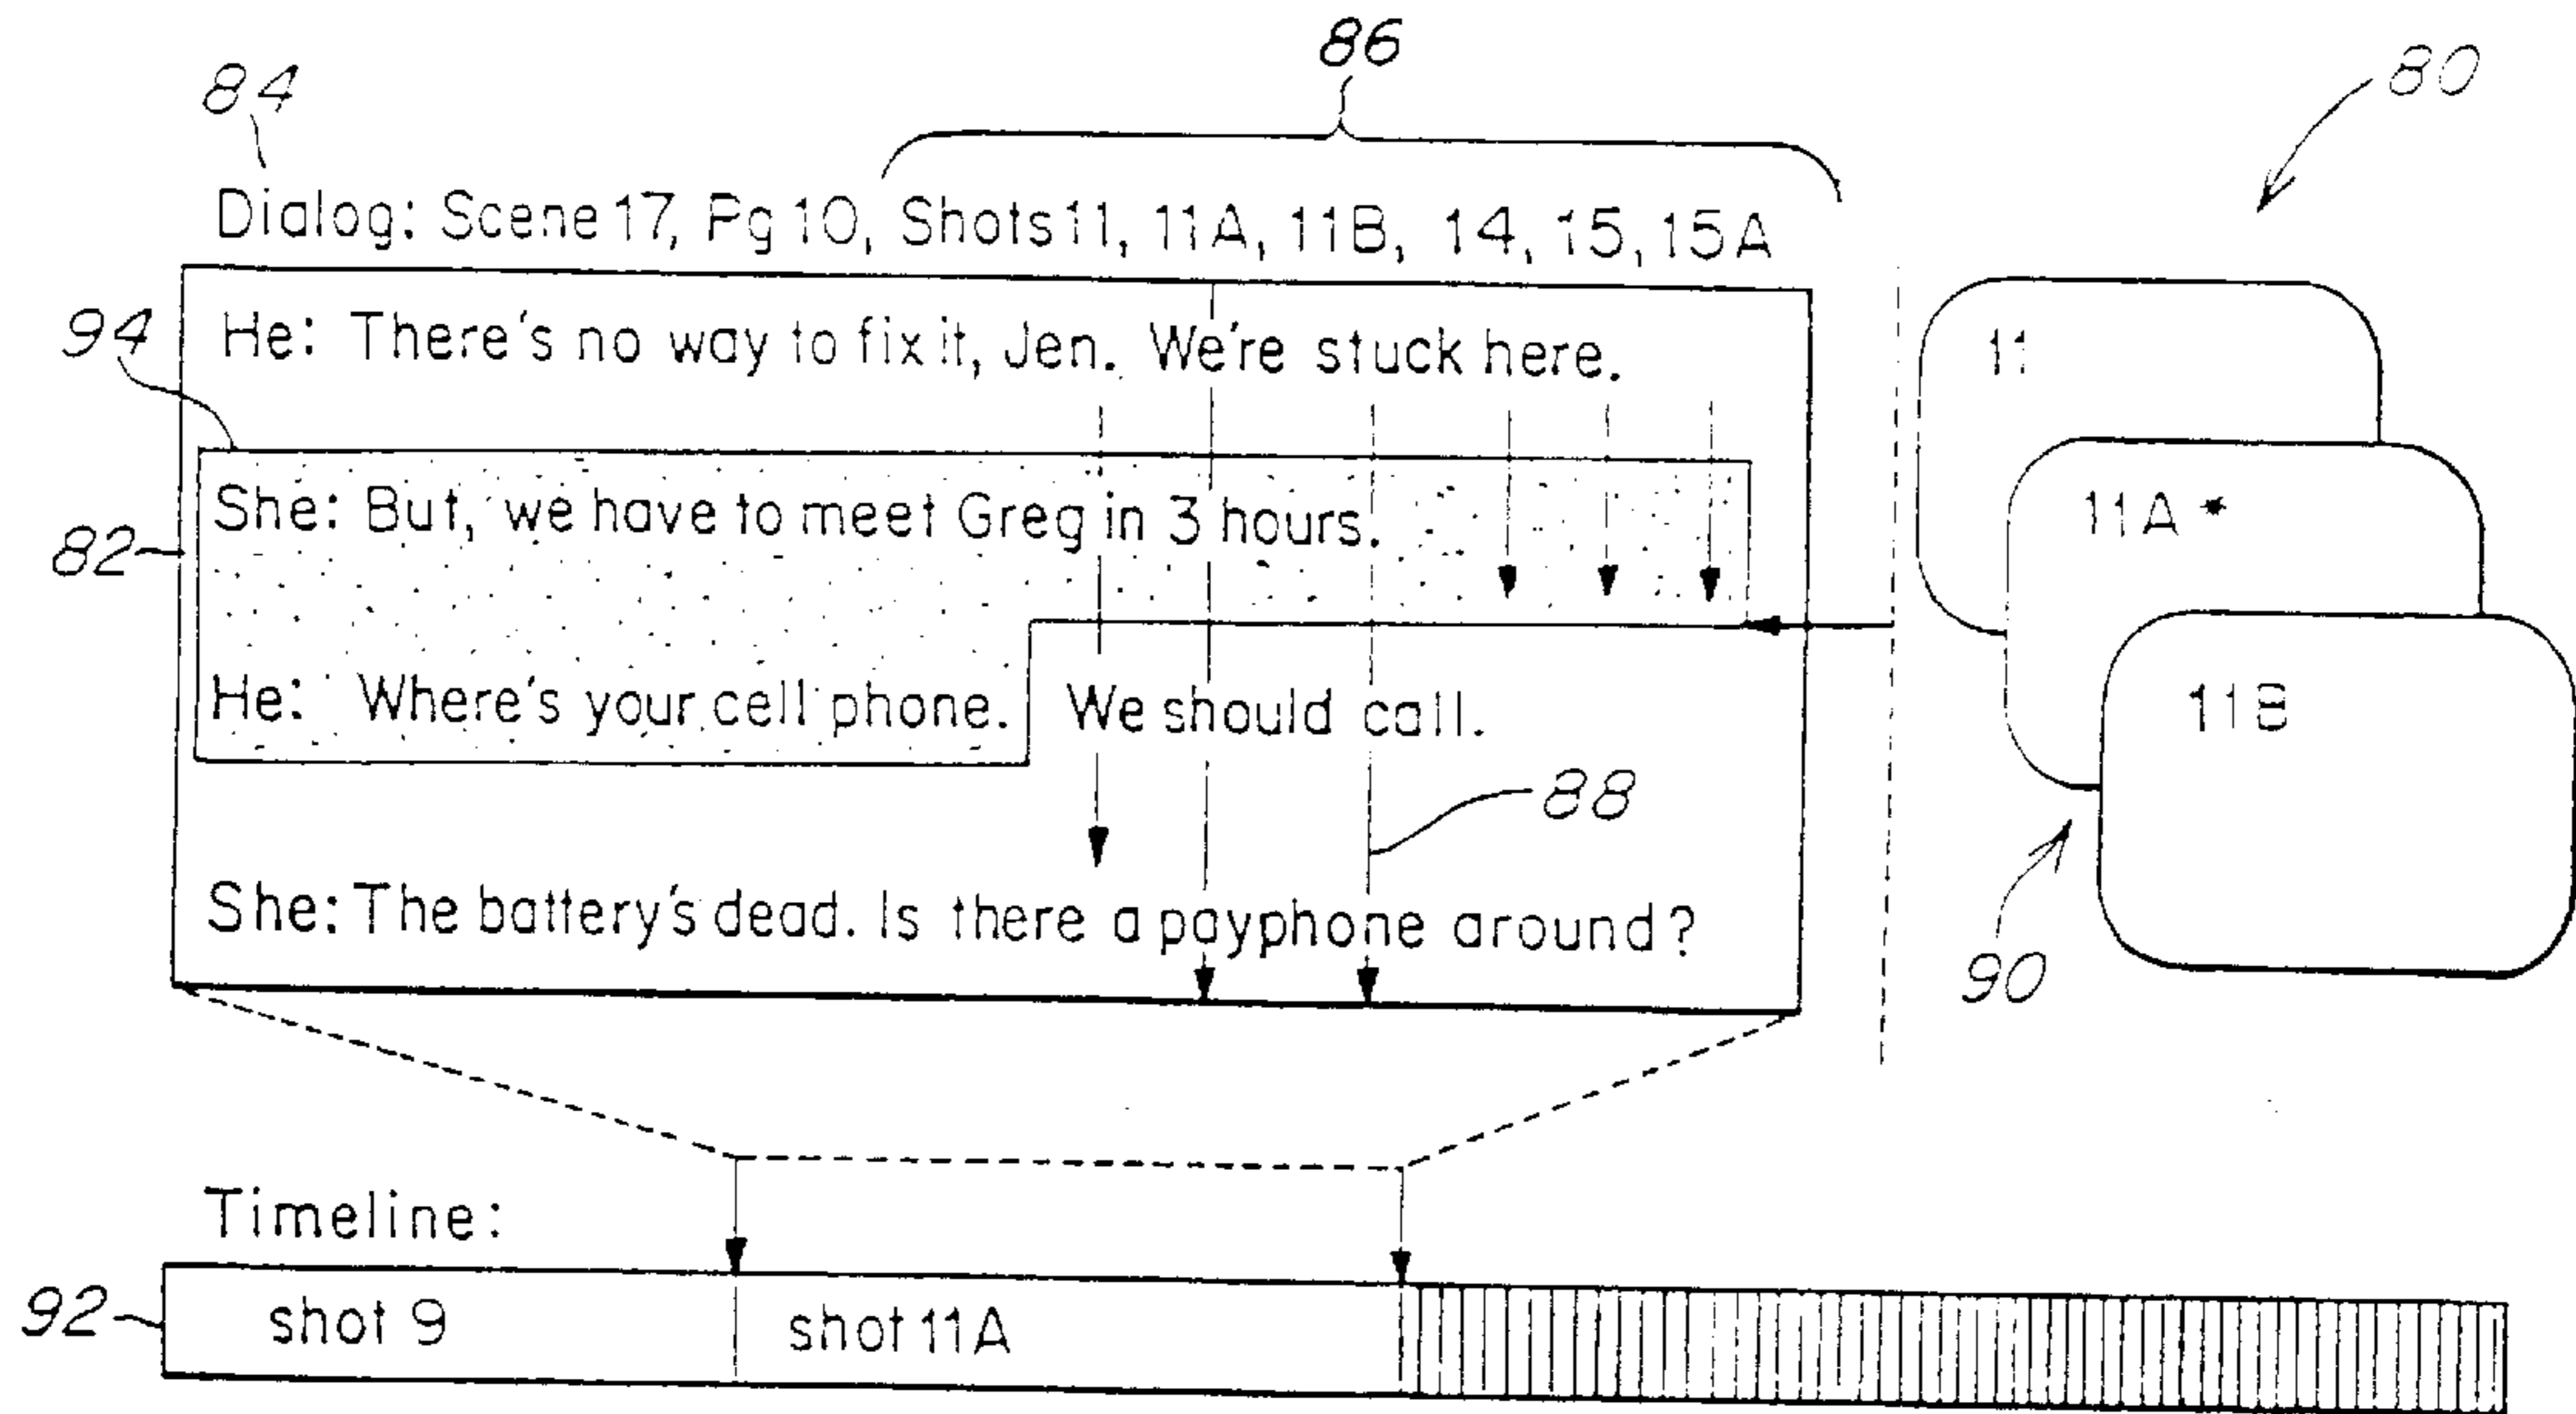 86
80
84
Dialog: Scene 17, Pg 10, Shots 11, 11A, 11B, 14, 15, 15A
94
He: There's no way to fix it, Jen. We're stuck here.
11
She: But, we have to meet Greg in 3 hours.
11A*
82
He: Where's your cell phone. We should call.
11B
88
She: The battery's dead. Is there a payphone around?
90
Timeline:
92
shot 9
shot 11A